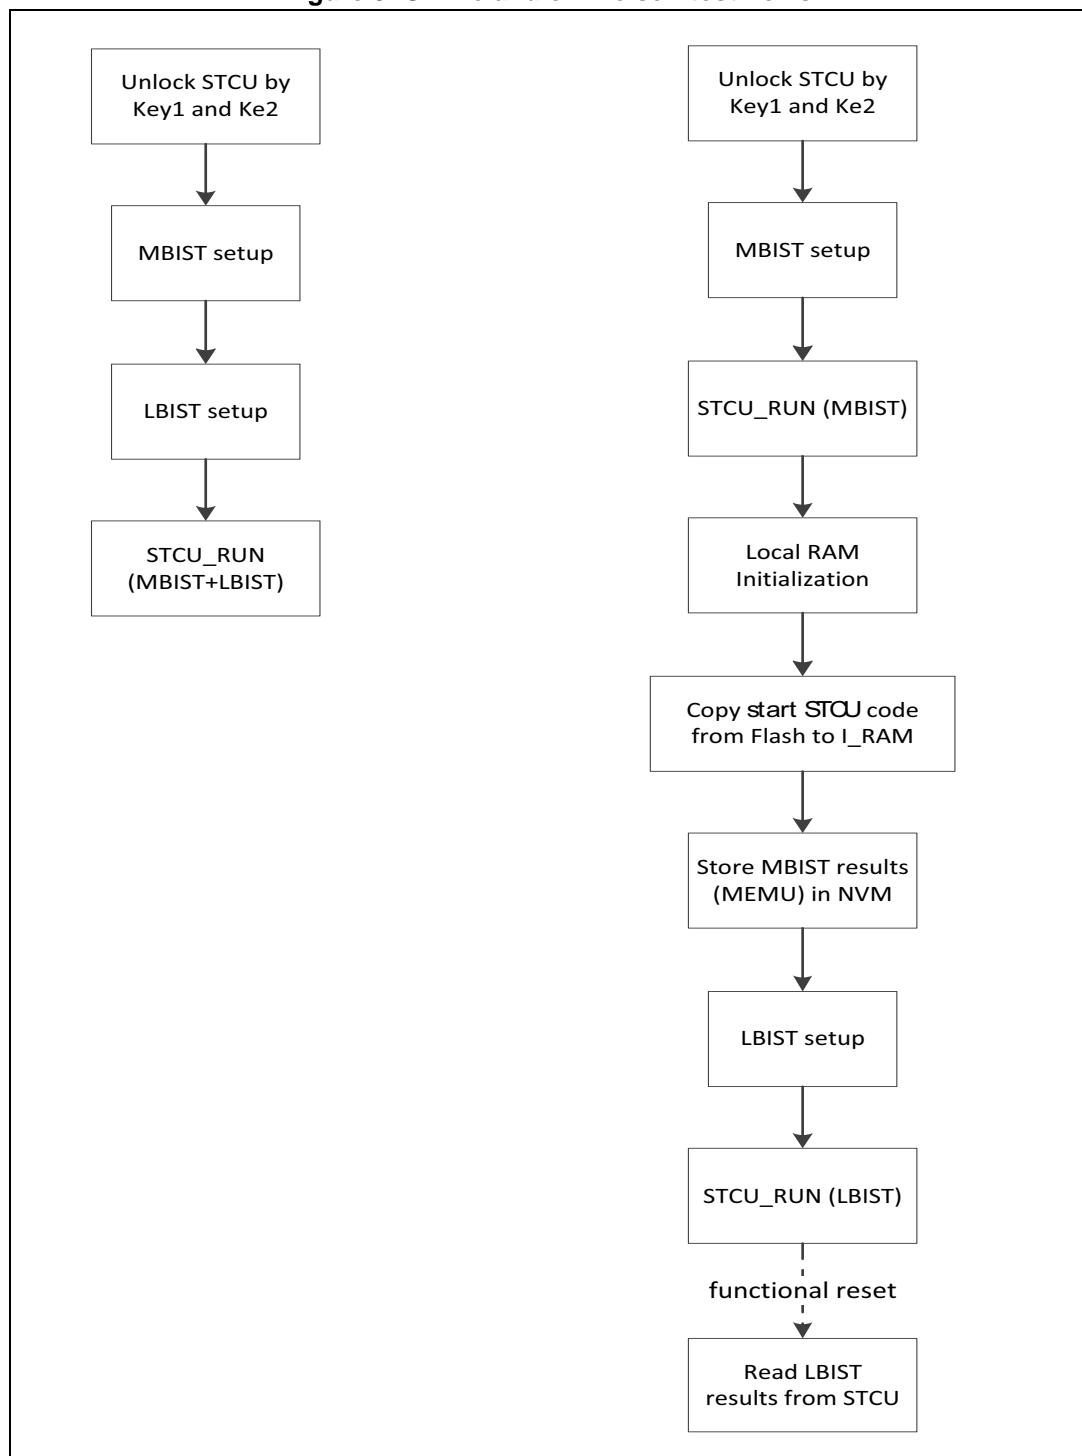 Unlock STCU by
Key1 and Ke2
MBIST setup
LBIST setup
STCU_RUN
(MBIST+LBIST)
Unlock STCU by
Key1 and Ke2
MBIST setup
STCU_RUN (MBIST)
Local RAM
Initialization
Copy start STCU code
from Flash to I_RAM
Store MBIST results
(MEMU) in NVM
LBIST setup
STCU_RUN (LBIST)
functional reset
Read LBIST
results from STCU